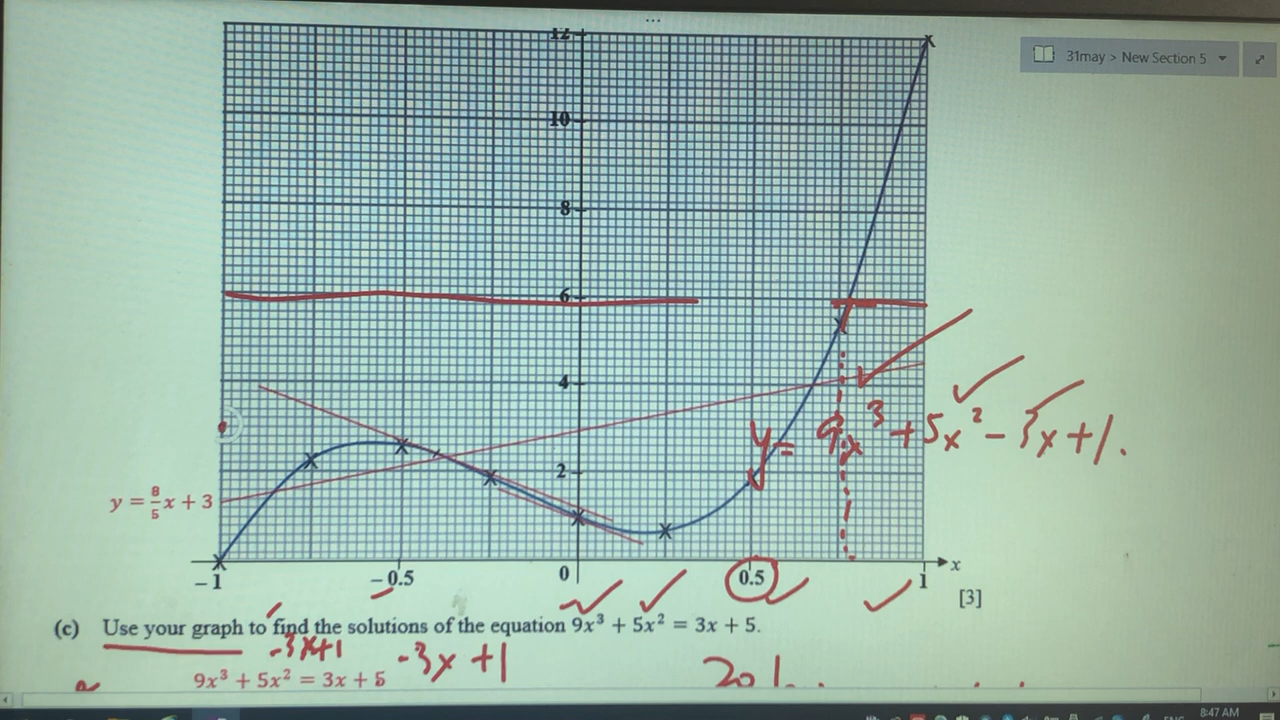 ...
12
31may > New Section 5
10
8
6
4
y = 9x³ + 5x² - 3x + 1.
2
y = 8/5 x + 3
-1 -0.5 0 0.5 1 x
[3]
(c) Use your graph to find the solutions of the equation 9x³ + 5x² = 3x + 5.
-3x+1 -3x+1
9x³ + 5x² = 3x + 5
8:47 AM